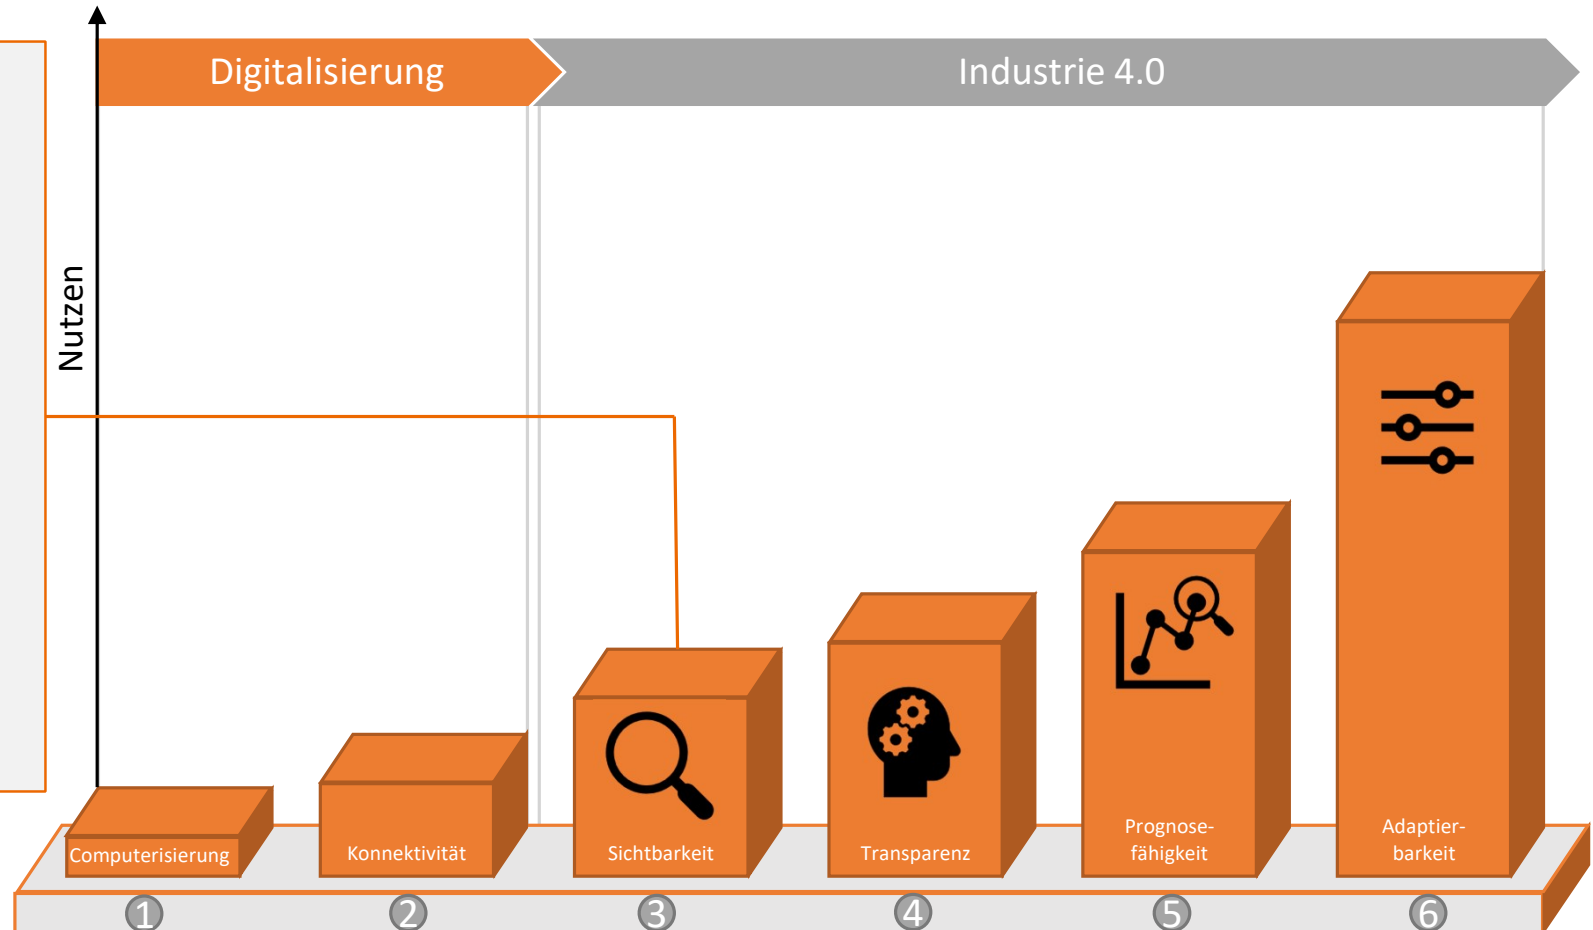 Digitalisierung
Industrie 4.0
Nutzen
Computerisierung
Konnektivität
Sichtbarkeit
Transparenz
Prognose-
fähigkeit
Adaptier-
barkeit
1
2
3
4
5
6